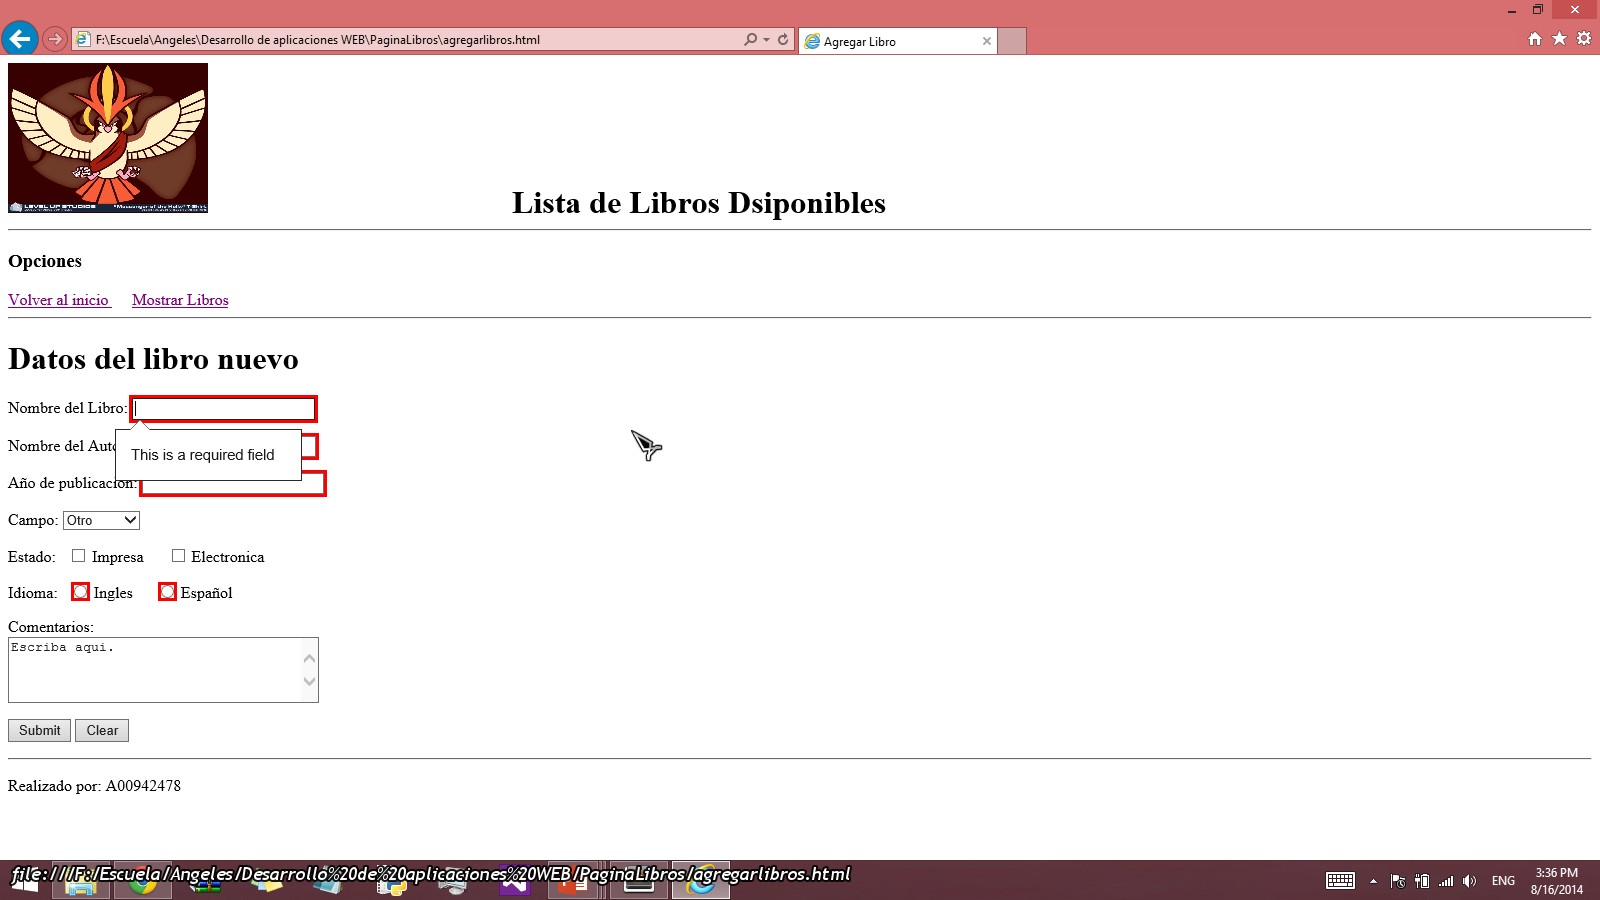 F:\Escuela\Angeles\Desarrollo de aplicaciones WEB\PaginaLibros\agregarlibros.html
Agregar Libro
LEVEL UP STUDIOS
Lista de Libros Dsiponibles
Opciones
Volver al inicio Mostrar Libros
Datos del libro nuevo
Nombre del Libro:
Nombre del Auto
This is a required field
Año de publicacion:
Campo: Otro
Estado: Impresa Electronica
Idioma: Ingles Español
Comentarios:
Escriba aqui.
Submit Clear
Realizado por: A00942478
file:///F:/Escuela/Angeles/Desarrollo%20de%20aplicaciones%20WEB/PaginaLibros/agregarlibros.html
ENG
3:36 PM
8/16/2014